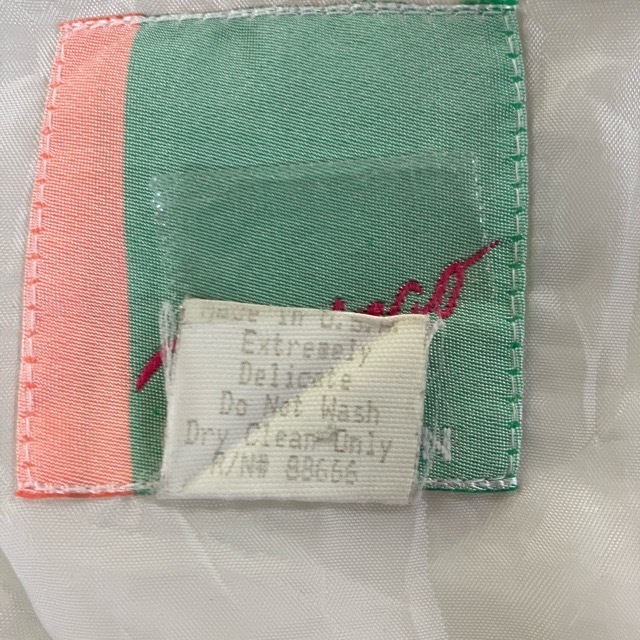 Made in U.S.A.
Extremely
Delicate
Do Not Wash
Dry Clean Only
R/N# 88666